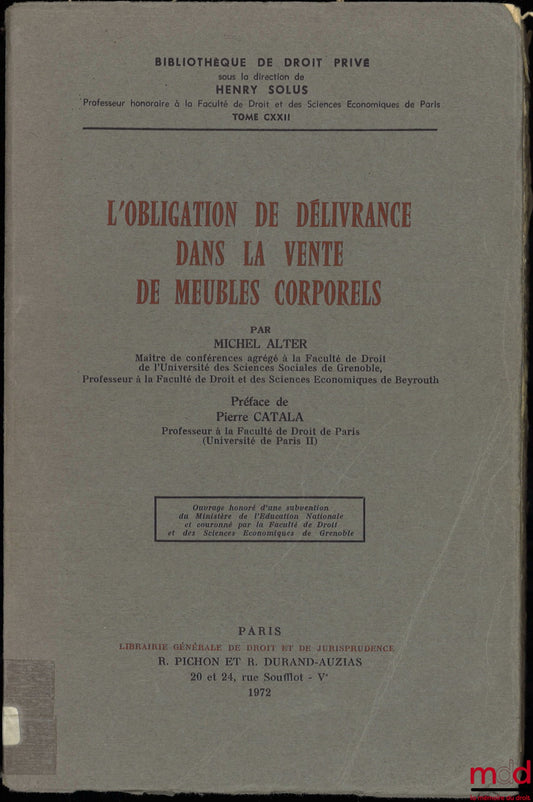 BIBLIOTHÈQUE DE DROIT PRIVÉ
sous la direction de
HENRY SOLUS
Professeur honoraire à la Faculté de Droit et des Sciences Economiques de Paris
TOME CXXII
L'OBLIGATION DE DÉLIVRANCE
DANS LA VENTE
DE MEUBLES CORPORELS
PAR
MICHEL ALTER
Maître de conférences agrégé à la Faculté de Droit
de l'Université des Sciences Sociales de Grenoble,
Professeur à la Faculté de Droit et des Sciences Economiques de Beyrouth
Préface de
Pierre CATALA
Professeur à la Faculté de Droit de Paris
(Université de Paris II)
Ouvrage honoré d'une subvention
du Ministère de l'Education Nationale
et couronné par la Faculté de Droit
et des Sciences Economiques de Grenoble
PARIS
LIBRAIRIE GÉNÉRALE DE DROIT ET DE JURISPRUDENCE
R. PICHON ET R. DURAND-AUZIAS
20 et 24, rue Soufflot - Vᵉ
1972
mdd
la mémoire du droit